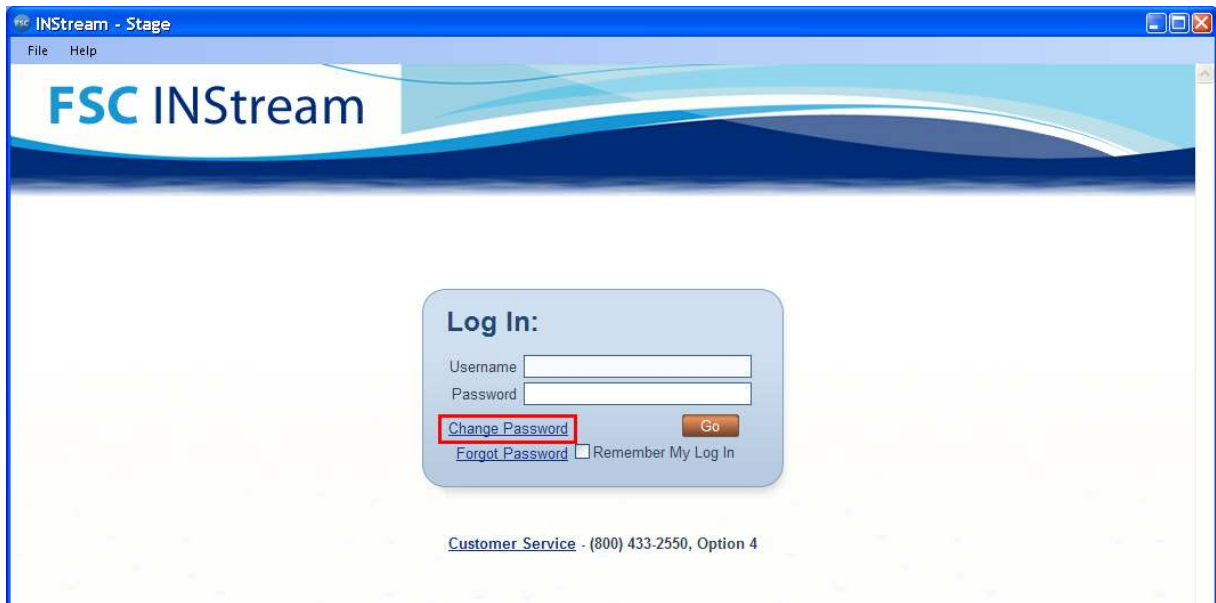 FSC INStream - Stage
File Help
FSC INStream
Log In:
Username
Password
Change Password Go
Forgot Password Remember My Log In
Customer Service - (800) 433-2550, Option 4